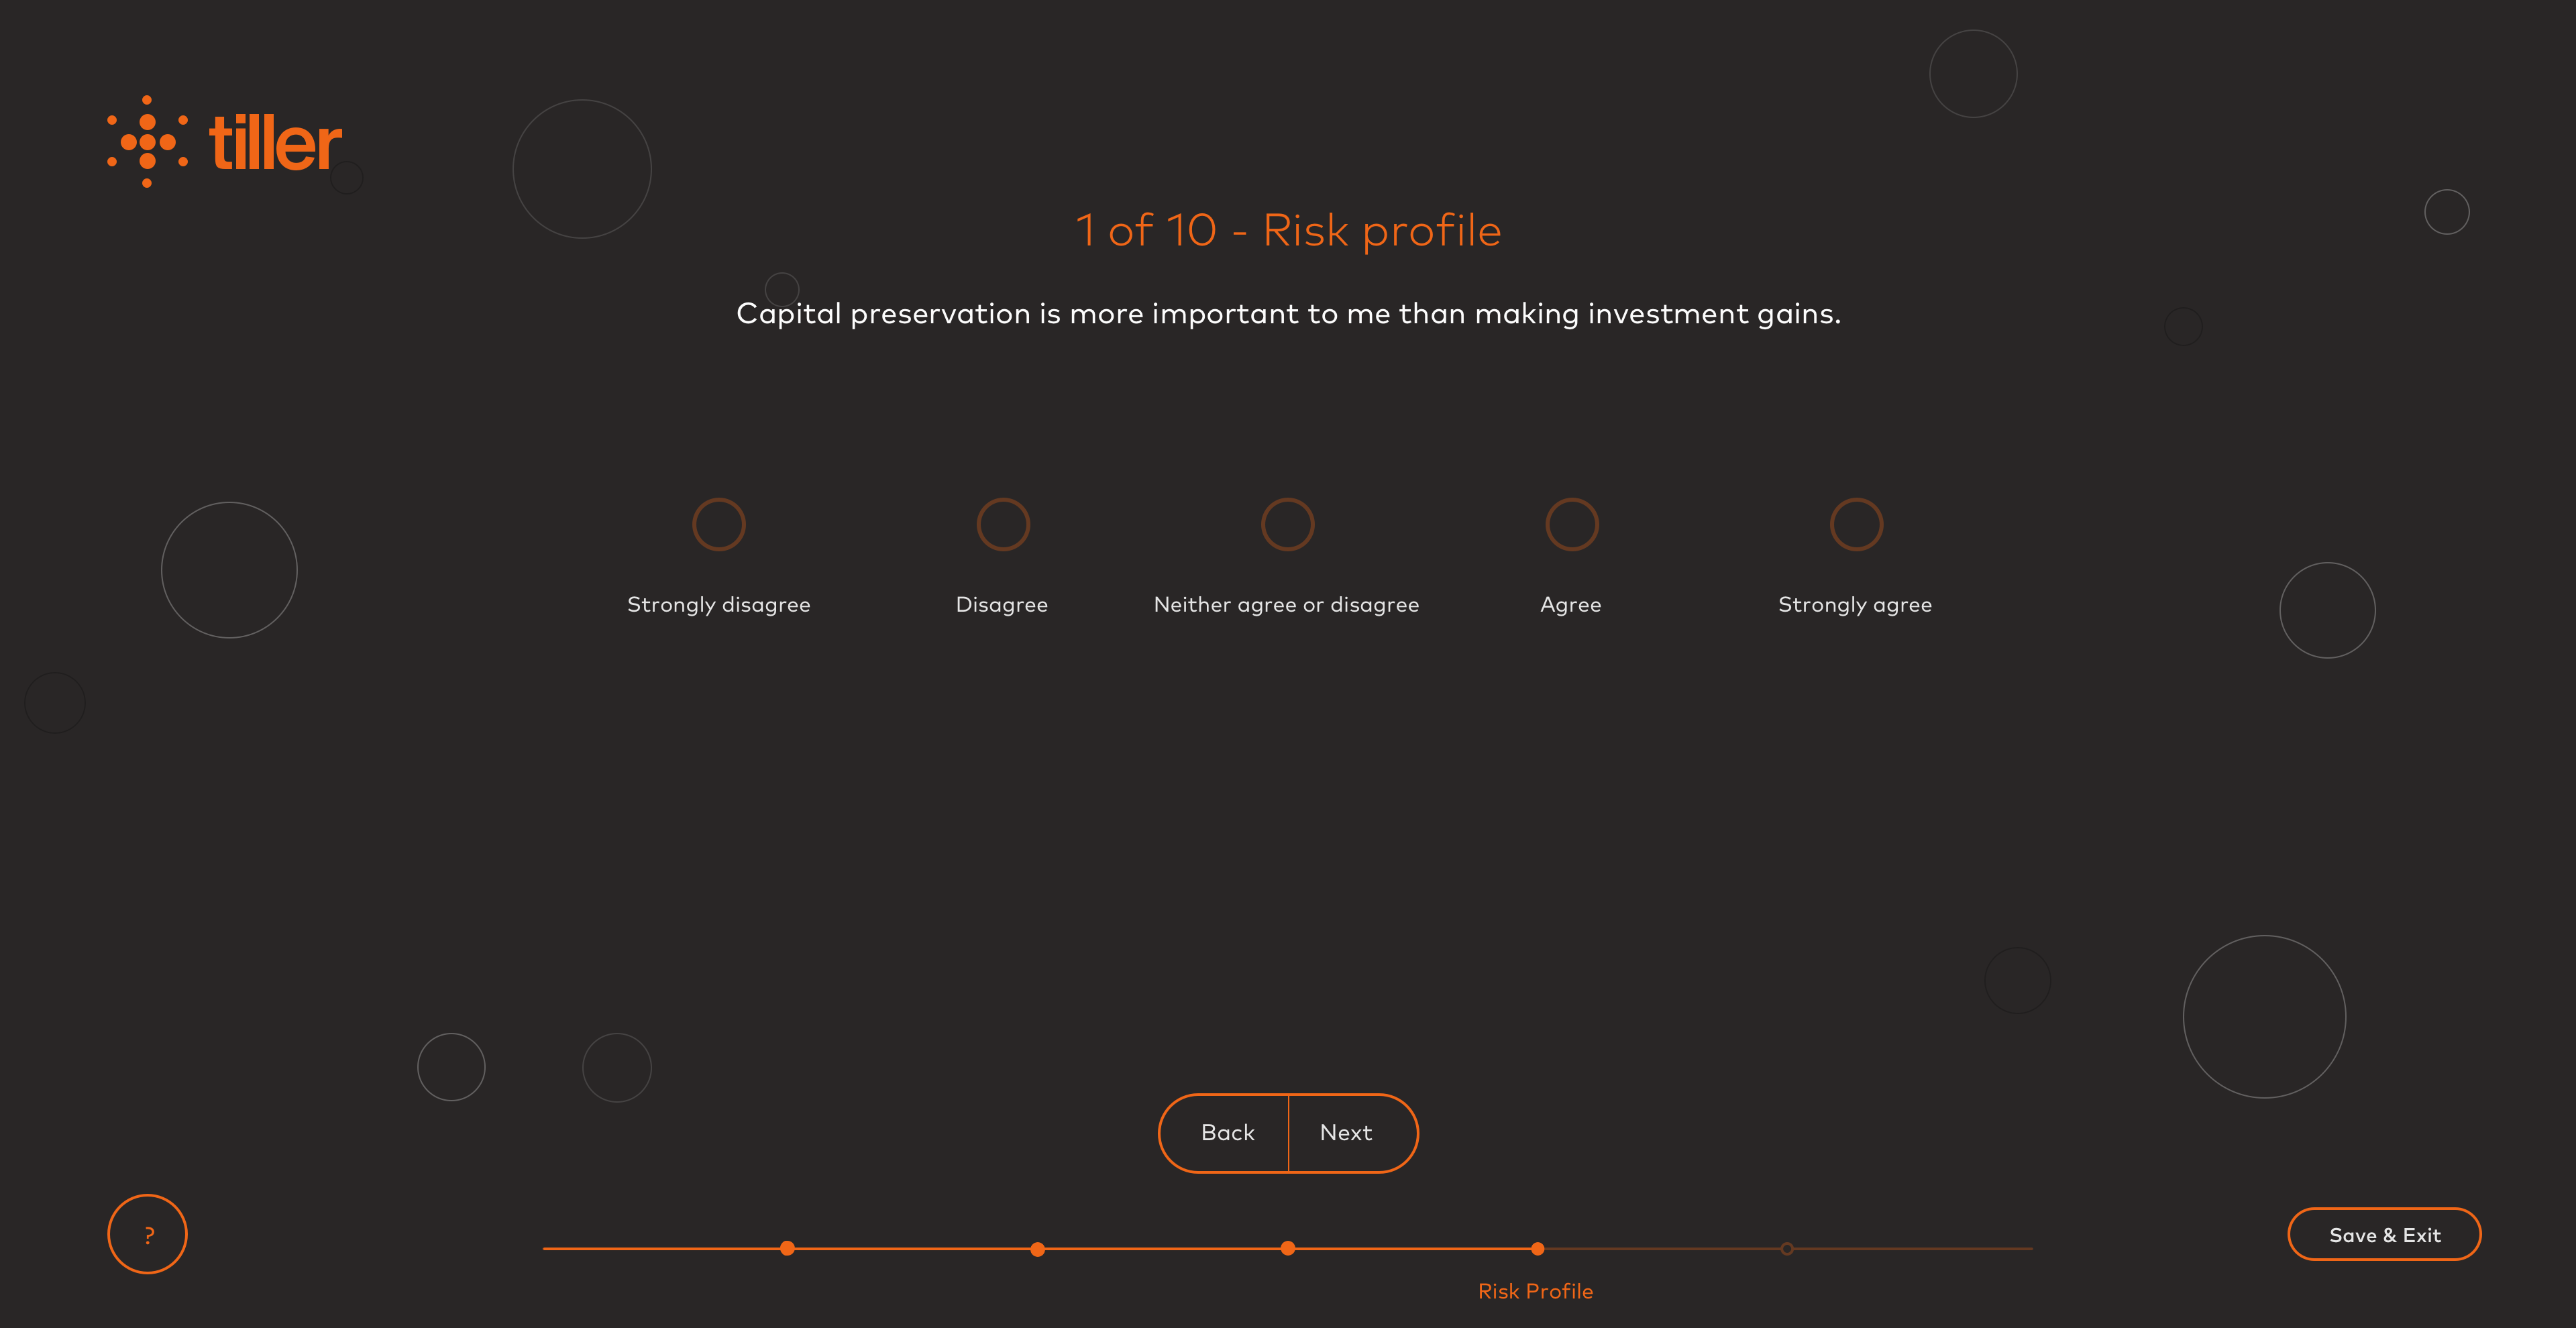 tiller
1 of 10 - Risk profile
Capital preservation is more important to me than making investment gains.
Strongly disagree
Disagree
Neither agree or disagree
Agree
Strongly agree
Back
Next
?
Save & Exit
Risk Profile